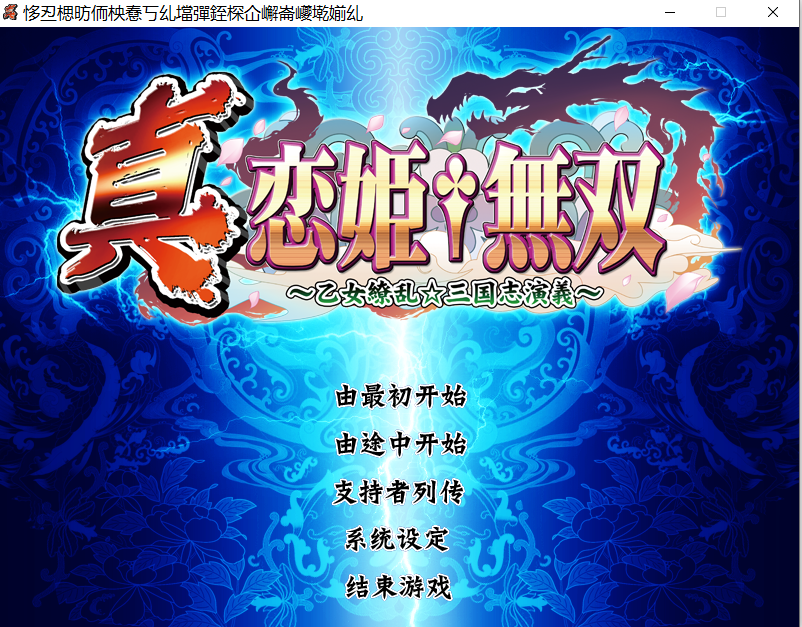 真
恋姫†無双
～乙女繚乱☆三国志演義～
由最初开始
由途中开始
支持者列传
系统设定
结束游戏